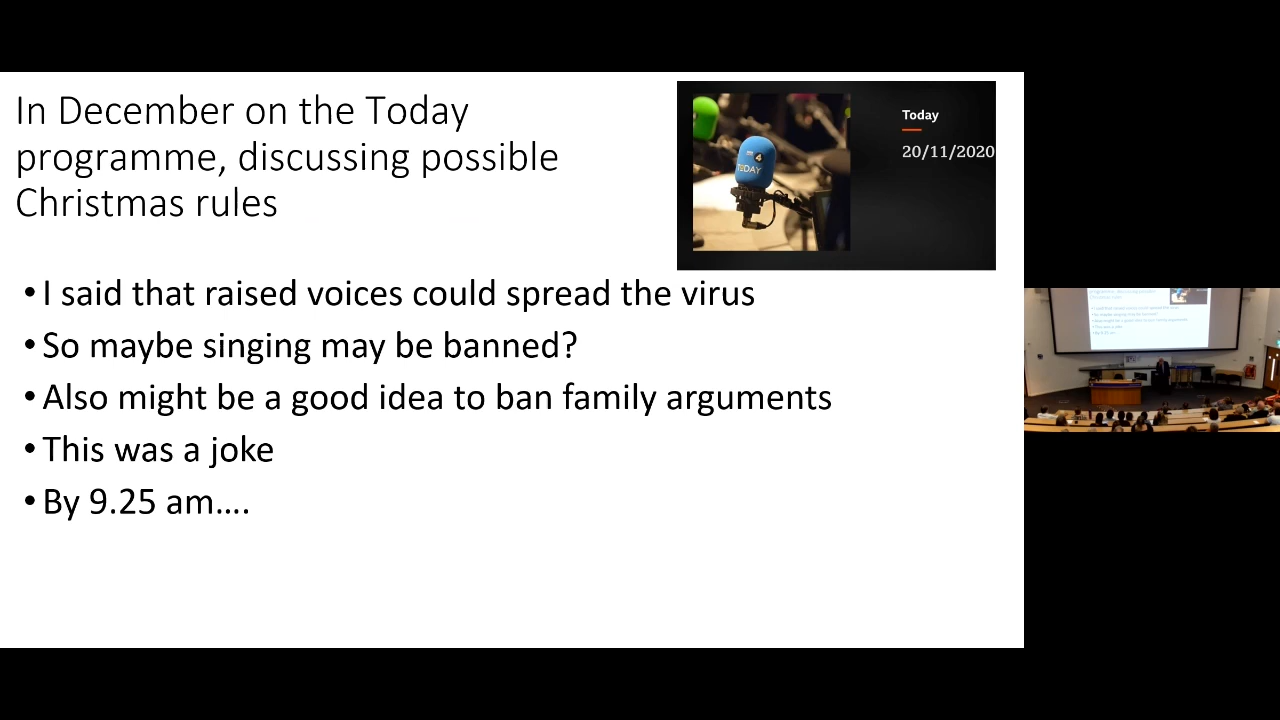 In December on the Today
programme, discussing possible
Christmas rules
Today
20/11/2020
4
TODAY
•I said that raised voices could spread the virus
•So maybe singing may be banned?
•Also might be a good idea to ban family arguments
•This was a joke
•By 9.25 am....